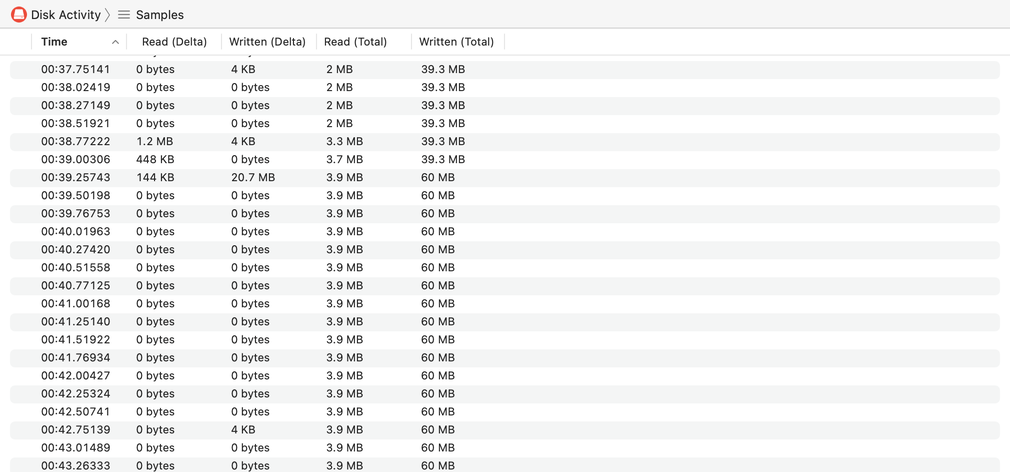 Disk Activity Samples
Time Read (Delta) Written (Delta) Read (Total) Written (Total)
00:37.75141 0 bytes 4 KB 2 MB 39.3 MB
00:38.02419 0 bytes 0 bytes 2 MB 39.3 MB
00:38.27149 0 bytes 0 bytes 2 MB 39.3 MB
00:38.51921 0 bytes 0 bytes 2 MB 39.3 MB
00:38.77222 1.2 MB 4 KB 3.3 MB 39.3 MB
00:39.00306 448 KB 0 bytes 3.7 MB 39.3 MB
00:39.25743 144 KB 20.7 MB 3.9 MB 60 MB
00:39.50198 0 bytes 0 bytes 3.9 MB 60 MB
00:39.76753 0 bytes 0 bytes 3.9 MB 60 MB
00:40.01963 0 bytes 0 bytes 3.9 MB 60 MB
00:40.27420 0 bytes 0 bytes 3.9 MB 60 MB
00:40.51558 0 bytes 0 bytes 3.9 MB 60 MB
00:40.77125 0 bytes 0 bytes 3.9 MB 60 MB
00:41.00168 0 bytes 0 bytes 3.9 MB 60 MB
00:41.25140 0 bytes 0 bytes 3.9 MB 60 MB
00:41.51922 0 bytes 0 bytes 3.9 MB 60 MB
00:41.76934 0 bytes 0 bytes 3.9 MB 60 MB
00:42.00427 0 bytes 0 bytes 3.9 MB 60 MB
00:42.25324 0 bytes 0 bytes 3.9 MB 60 MB
00:42.50741 0 bytes 0 bytes 3.9 MB 60 MB
00:42.75139 0 bytes 4 KB 3.9 MB 60 MB
00:43.01489 0 bytes 0 bytes 3.9 MB 60 MB
00:43.26333 0 bytes 0 bytes 3.9 MB 60 MB